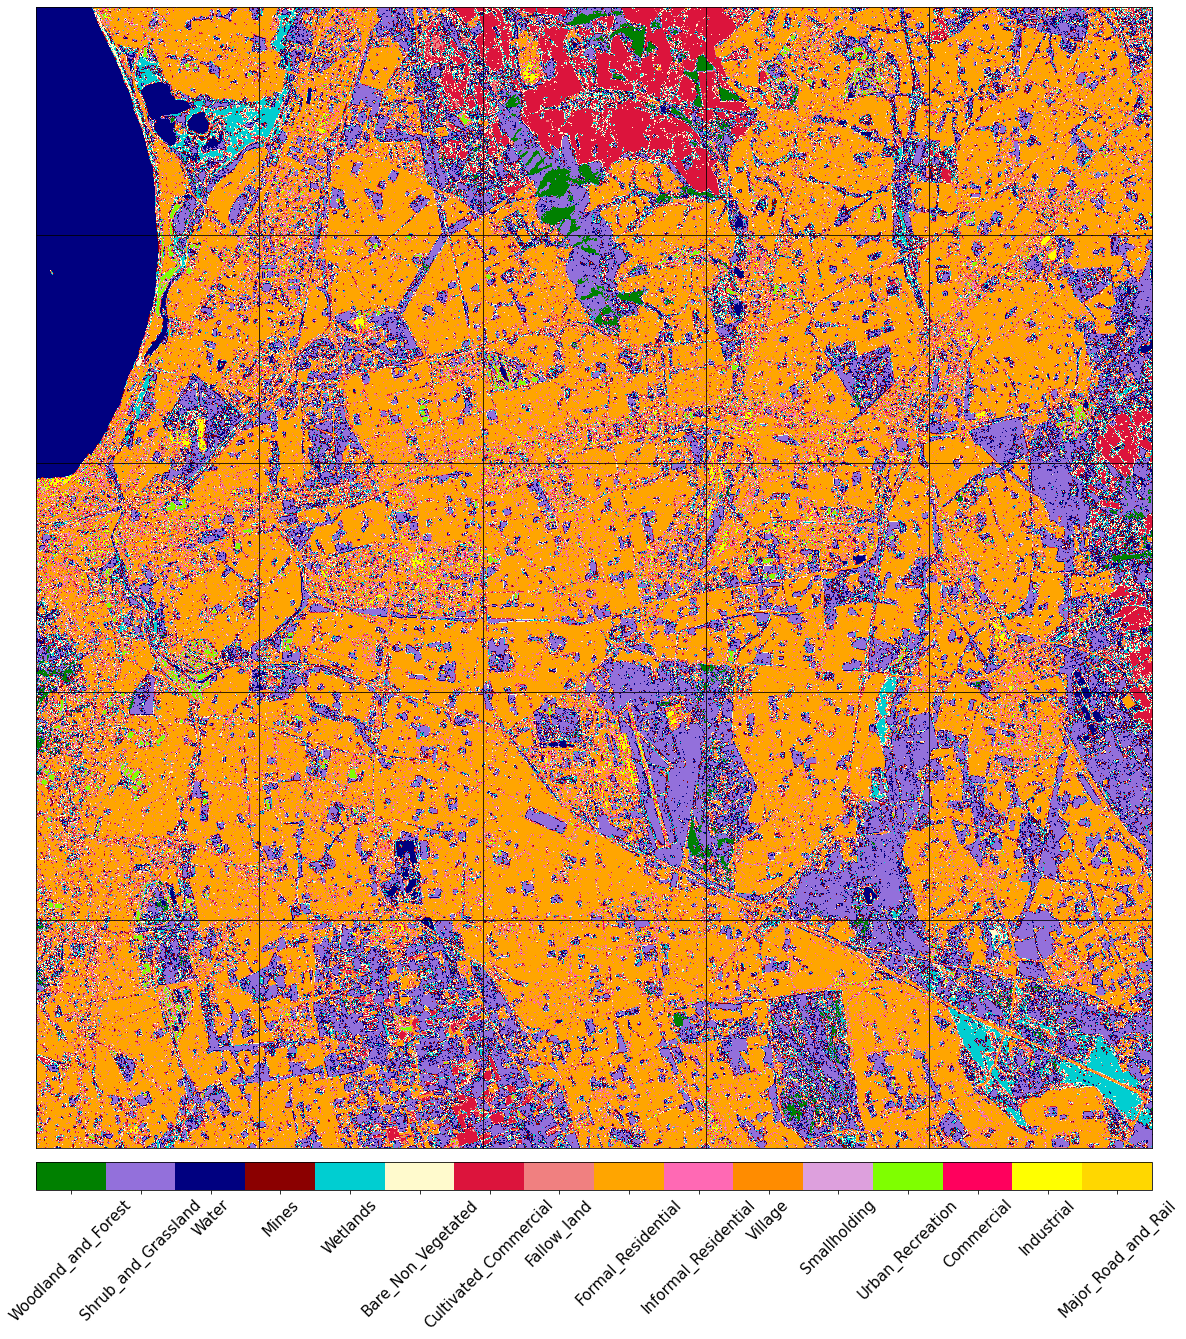 Woodland_and_Forest
Shrub_and_Grassland
Water
Mines
Wetlands
Bare_Non_Vegetated
Cultivated_Commercial
Fallow_land
Formal_Residential
Informal_Residential
Village
Smallholding
Urban_Recreation
Commercial
Industrial
Major_Road_and_Rail